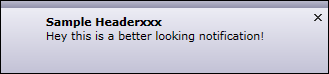 Sample Headerxxx
Hey this is a better looking notification!